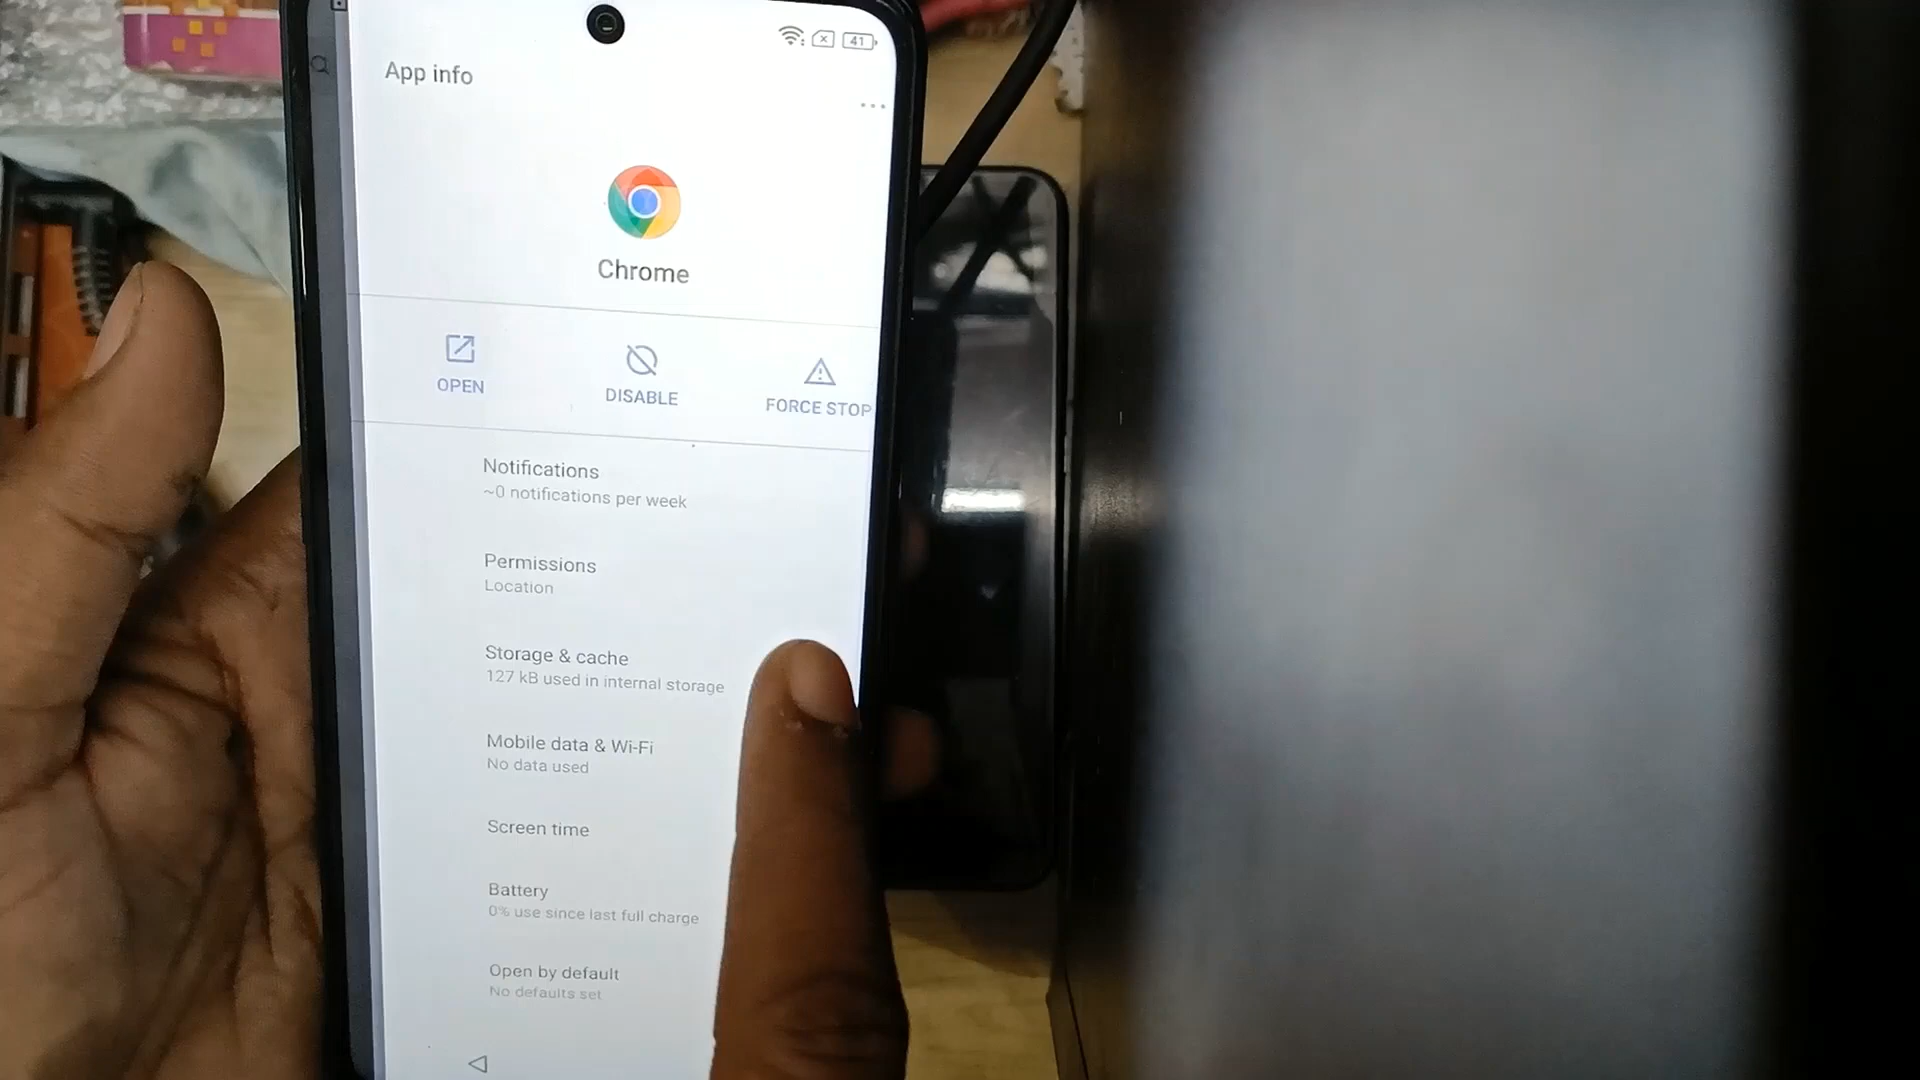 41
App info
Chrome
OPEN
DISABLE
FORCE STOP
Notifications
~0 notifications per week
Permissions
Location
Storage & cache
127 kB used in internal storage
Mobile data & Wi-Fi
No data used
Screen time
Battery
0% use since last full charge
Open by default
No defaults set